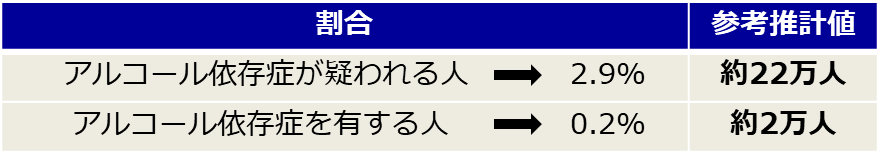 割合 参考推計値
アルコール依存症が疑われる人 ➡ 2.9% 約22万人
アルコール依存症を有する人 ➡ 0.2% 約2万人